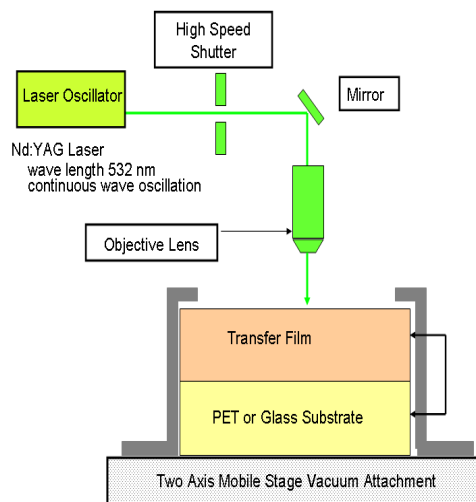 High Speed
Shutter
Laser Oscillator
Mirror
Nd:YAG Laser
wave length 532 nm
continuous wave oscillation
Objective Lens
Transfer Film
PET or Glass Substrate
Two Axis Mobile Stage Vacuum Attachment